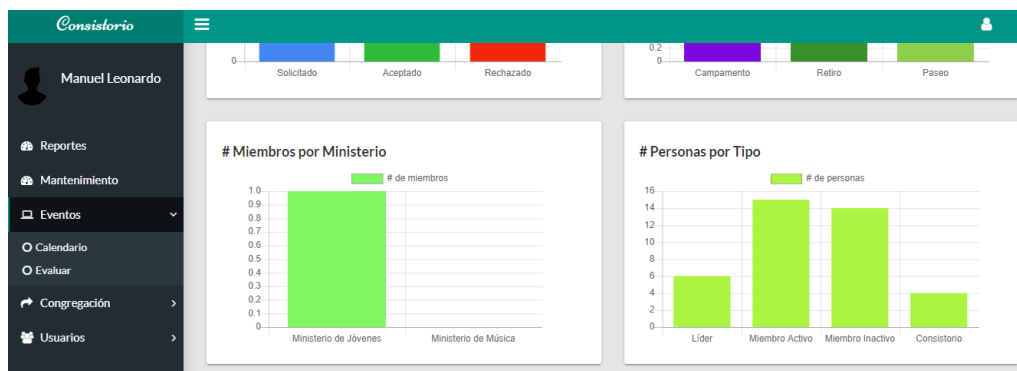 Consistorio
Manuel Leonardo
Reportes
Mantenimiento
Eventos
Calendario
Evaluar
Congregación
Usuarios
0
Solicitado Aceptado Rechazado
0.2
0
Campamento Retiro Paseo
# Miembros por Ministerio
# de miembros
1.0
0.9
0.8
0.7
0.6
0.5
0.4
0.3
0.2
0.1
0
Ministerio de Jóvenes Ministerio de Música
# Personas por Tipo
# de personas
16
14
12
10
8
6
4
2
0
Líder Miembro Activo Miembro Inactivo Consistorio